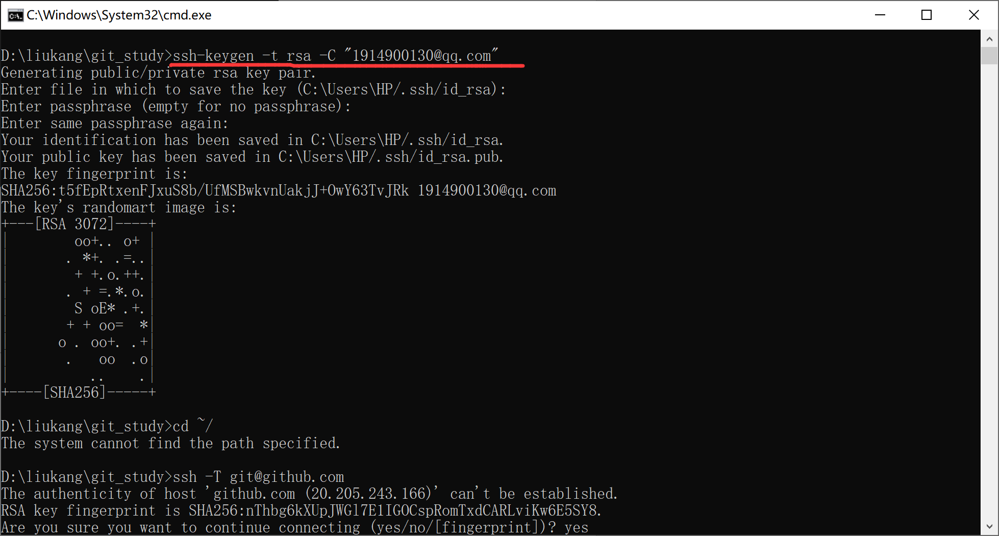 C:\Windows\System32\cmd.exe
D:\liukang\git_study>ssh-keygen -t rsa -C "1914900130@qq.com"
Generating public/private rsa key pair.
Enter file in which to save the key (C:\Users\HP/.ssh/id_rsa):
Enter passphrase (empty for no passphrase):
Enter same passphrase again:
Your identification has been saved in C:\Users\HP/.ssh/id_rsa.
Your public key has been saved in C:\Users\HP/.ssh/id_rsa.pub.
The key fingerprint is:
SHA256:t5fEpRtxenFJxuS8b/UfMSBwkvnUakjJ+OwY63TvJRk 1914900130@qq.com
The key's randomart image is:
+---[RSA 3072]----+
|        oo+.. o+ |
|       . *+. .=..|
|        + +.o.++.|
|       . + =.*.o.|
|        S oE* .+.|
|       + + oo=  *|
|      o . oo+. .+|
|       .   oo  .o|
|          ..    .|
+----[SHA256]-----+
D:\liukang\git_study>cd ~/
The system cannot find the path specified.
D:\liukang\git_study>ssh -T git@github.com
The authenticity of host 'github.com (20.205.243.166)' can't be established.
RSA key fingerprint is SHA256:nThbg6kXUpJWGl7E1IGOCspRomTxdCARLviKw6E5SY8.
Are you sure you want to continue connecting (yes/no/[fingerprint])? yes